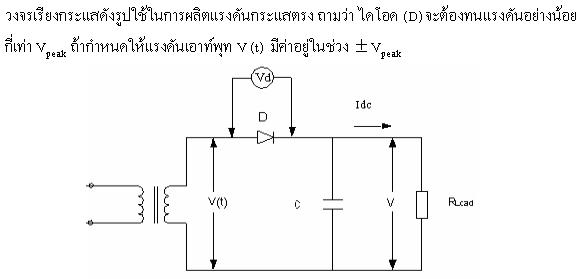 วงจรเรียงกระแสดังรูปใช้ในการผลิตแรงดันกระแสตรง ถามว่า ไดโอด (D) จะต้องทนแรงดันอย่างน้อย
กี่เท่า Vpeak ถ้ากำหนดให้แรงดันเอาท์พุท V (t) มีค่าอยู่ในช่วง ± Vpeak
Vd
D
Idc
V(t)
C
V
RLoad